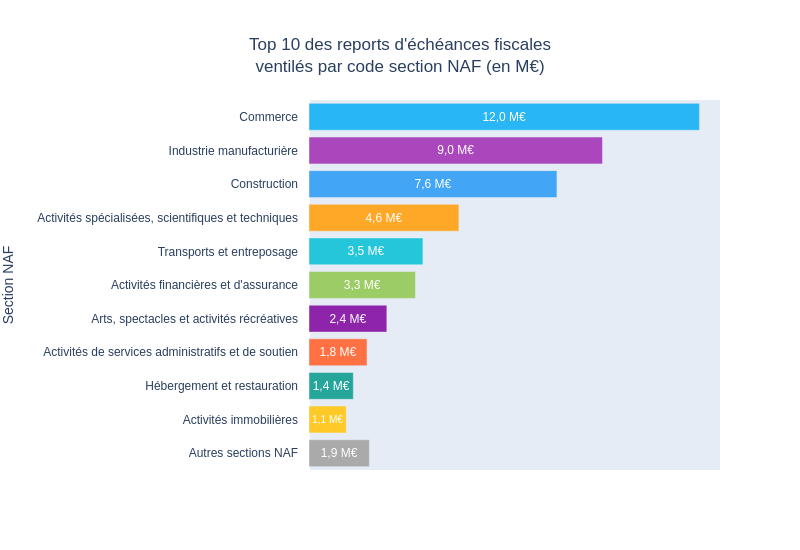 Top 10 des reports d'échéances fiscales
ventilés par code section NAF (en M€)
Section NAF
Commerce 12,0 M€
Industrie manufacturière 9,0 M€
Construction 7,6 M€
Activités spécialisées, scientifiques et techniques 4,6 M€
Transports et entreposage 3,5 M€
Activités financières et d'assurance 3,3 M€
Arts, spectacles et activités récréatives 2,4 M€
Activités de services administratifs et de soutien 1,8 M€
Hébergement et restauration 1,4 M€
Activités immobilières 1,1 M€
Autres sections NAF 1,9 M€